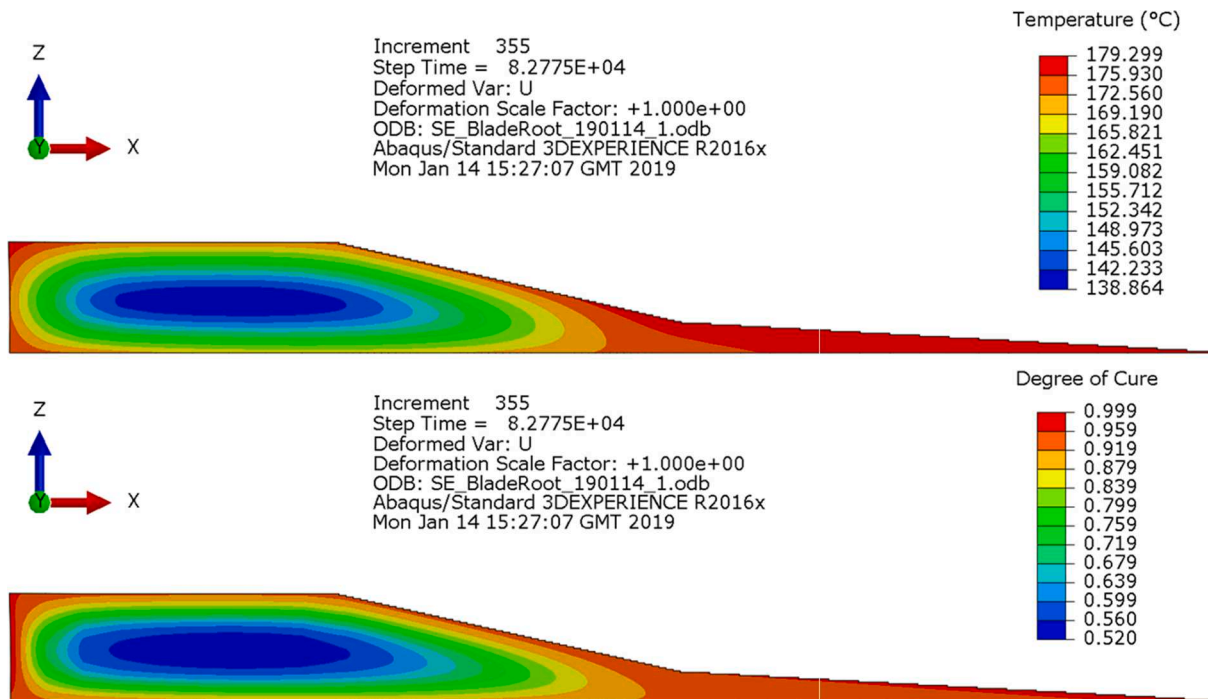 Z
Y
X
Increment 355
Step Time = 8.2775E+04
Deformed Var: U
Deformation Scale Factor: +1.000e+00
ODB: SE_BladeRoot_190114_1.odb
Abaqus/Standard 3DEXPERIENCE R2016x
Mon Jan 14 15:27:07 GMT 2019
Temperature (°C)
179.299
175.930
172.560
169.190
165.821
162.451
159.082
155.712
152.342
148.973
145.603
142.233
138.864
Z
Y
X
Increment 355
Step Time = 8.2775E+04
Deformed Var: U
Deformation Scale Factor: +1.000e+00
ODB: SE_BladeRoot_190114_1.odb
Abaqus/Standard 3DEXPERIENCE R2016x
Mon Jan 14 15:27:07 GMT 2019
Degree of Cure
0.999
0.959
0.919
0.879
0.839
0.799
0.759
0.719
0.679
0.639
0.599
0.560
0.520